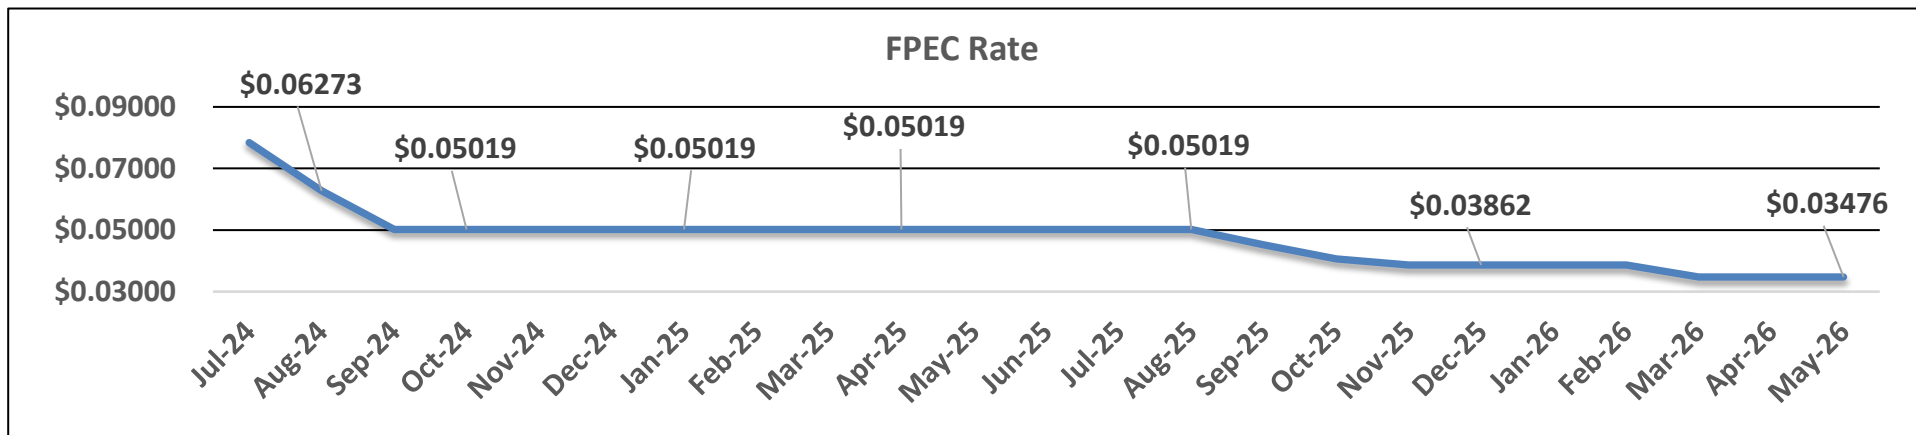 FPEC Rate
$0.09000
$0.07000
$0.05000
$0.03000
$0.06273
$0.05019
$0.05019
$0.05019
$0.05019
$0.03862
$0.03476
Jul-24
Aug-24
Sep-24
Oct-24
Nov-24
Dec-24
Jan-25
Feb-25
Mar-25
Apr-25
May-25
Jun-25
Jul-25
Aug-25
Sep-25
Oct-25
Nov-25
Dec-25
Jan-26
Feb-26
Mar-26
Apr-26
May-26